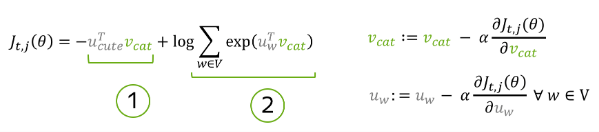 J_{t,j}(θ) = −u_{cute}^T v_{cat} + log ∑_{w∈V} exp(u_w^T v_{cat})
1
2
v_{cat} := v_{cat} − α ∂J_{t,j}(θ)/∂v_{cat}
u_w := u_w − α ∂J_{t,j}(θ)/∂u_w ∀ w ∈ V